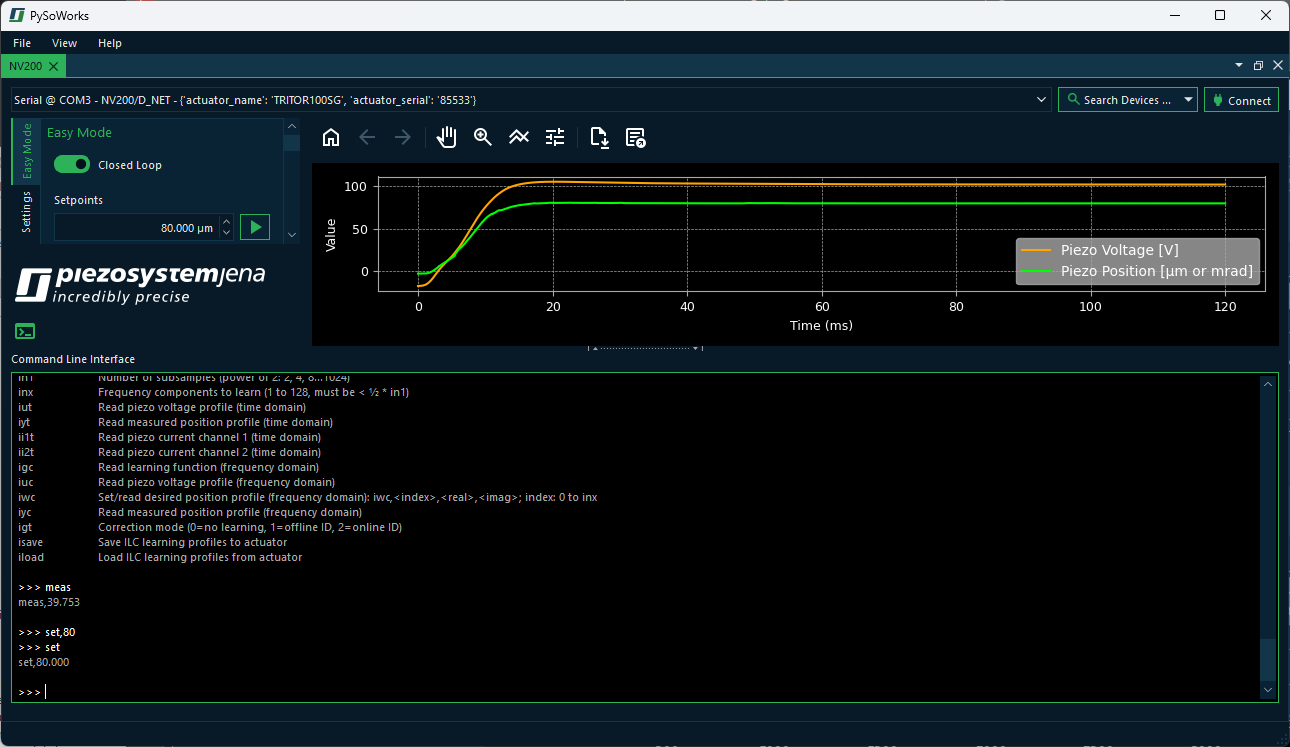 PySoWorks
File View Help
NV200
Serial @ COM3 - NV200/D_NET - {'actuator_name': 'TRITOR100SG', 'actuator_serial': '85533'}
Search Devices ...
Connect
Easy Mode
Settings
Easy Mode
Closed Loop
Setpoints
80.000 µm
piezosystemjena
incredibly precise
Value
100
50
0
Piezo Voltage [V]
Piezo Position [µm or mrad]
0 20 40 60 80 100 120
Time (ms)
Command Line Interface
in1 Number of subsamples (power of 2: 2, 4, 8...1024)
inx Frequency components to learn (1 to 128, must be < ½ * in1)
iut Read piezo voltage profile (time domain)
iyt Read measured position profile (time domain)
ii1t Read piezo current channel 1 (time domain)
ii2t Read piezo current channel 2 (time domain)
igc Read learning function (frequency domain)
iuc Read piezo voltage profile (frequency domain)
iwc Set/read desired position profile (frequency domain): iwc,<index>,<real>,<imag>; index: 0 to inx
iyc Read measured position profile (frequency domain)
igt Correction mode (0=no learning, 1=offline ID, 2=online ID)
isave Save ILC learning profiles to actuator
iload Load ILC learning profiles from actuator
>>> meas
meas,39.753
>>> set,80
>>> set
set,80.000
>>>